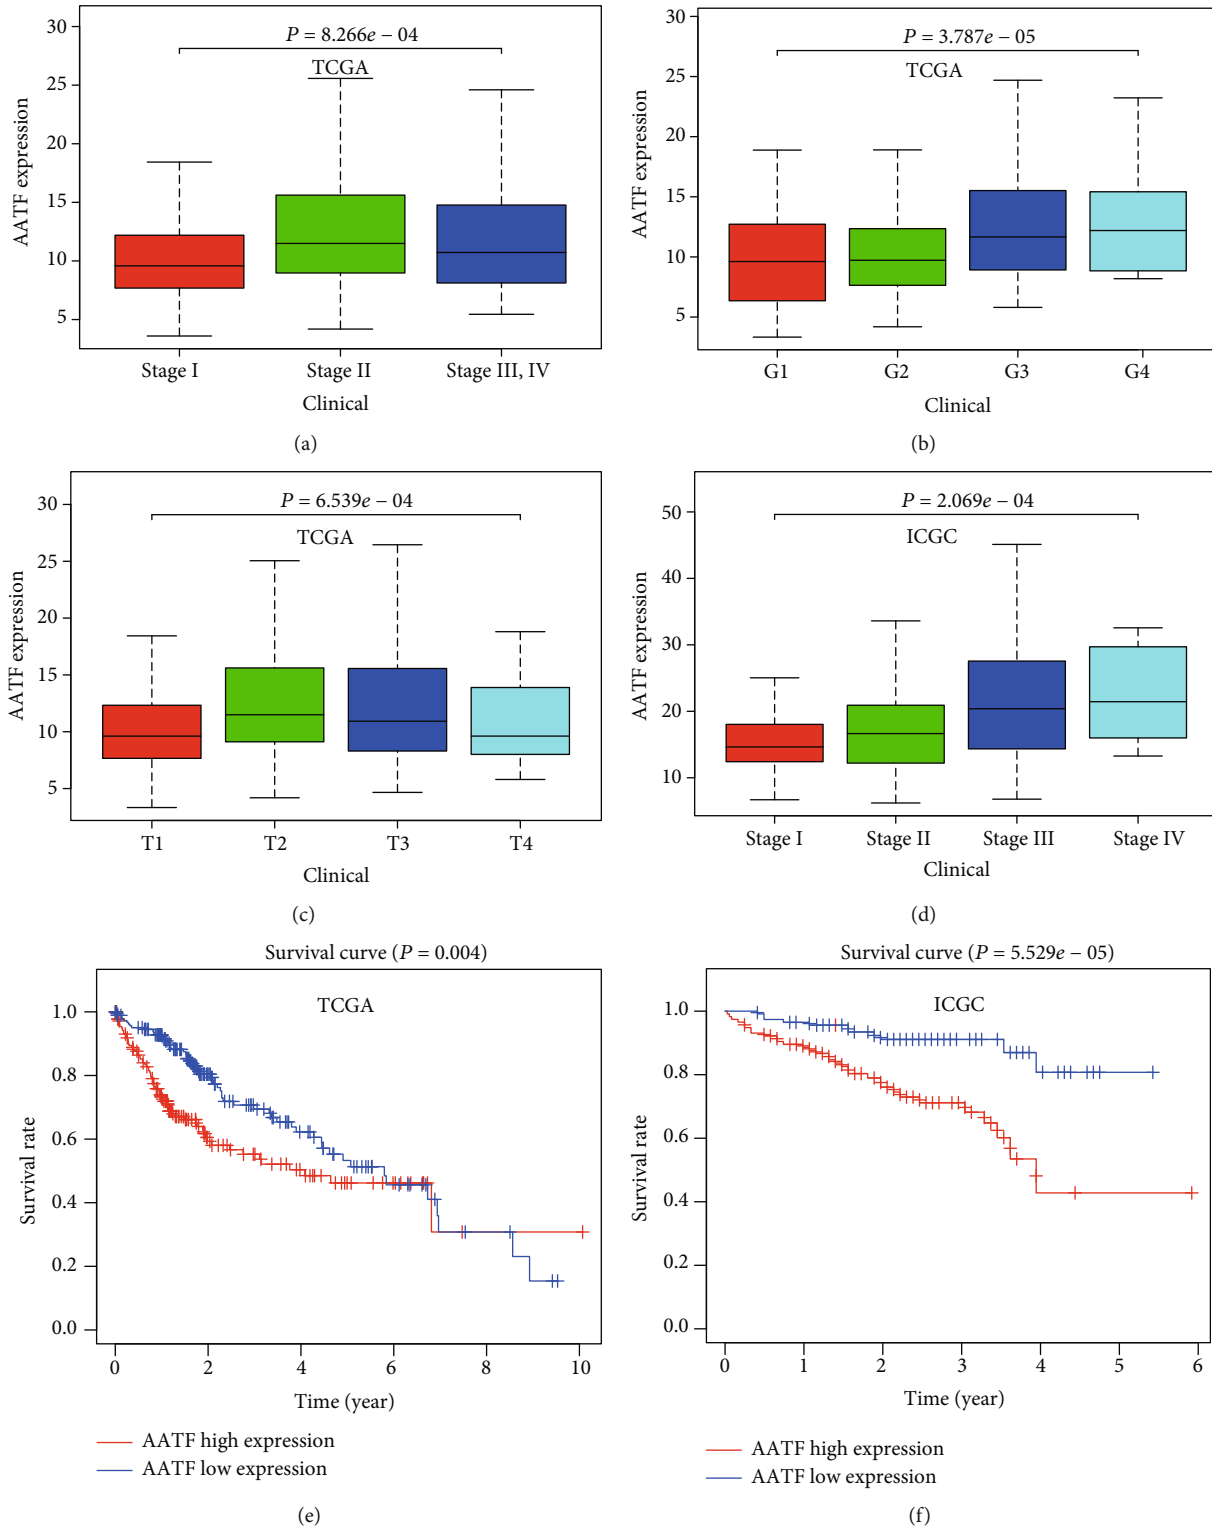 P = 8.266e − 04
TCGA
30
25
20
15
10
5
AATF expression
Stage I
Stage II
Stage III, IV
Clinical
(a)
P = 3.787e − 05
TCGA
30
25
20
15
10
5
AATF expression
G1
G2
G3
G4
Clinical
(b)
P = 6.539e − 04
TCGA
30
25
20
15
10
5
AATF expression
T1
T2
T3
T4
Clinical
(c)
P = 2.069e − 04
ICGC
50
40
30
20
10
AATF expression
Stage I
Stage II
Stage III
Stage IV
Clinical
(d)
Survival curve (P = 0.004)
TCGA
1.0
0.8
0.6
0.4
0.2
0.0
Survival rate
0
2
4
6
8
10
Time (year)
AATF high expression
AATF low expression
(e)
Survival curve (P = 5.529e − 05)
ICGC
1.0
0.8
0.6
0.4
0.2
0.0
Survival rate
0
1
2
3
4
5
6
Time (year)
AATF high expression
AATF low expression
(f)